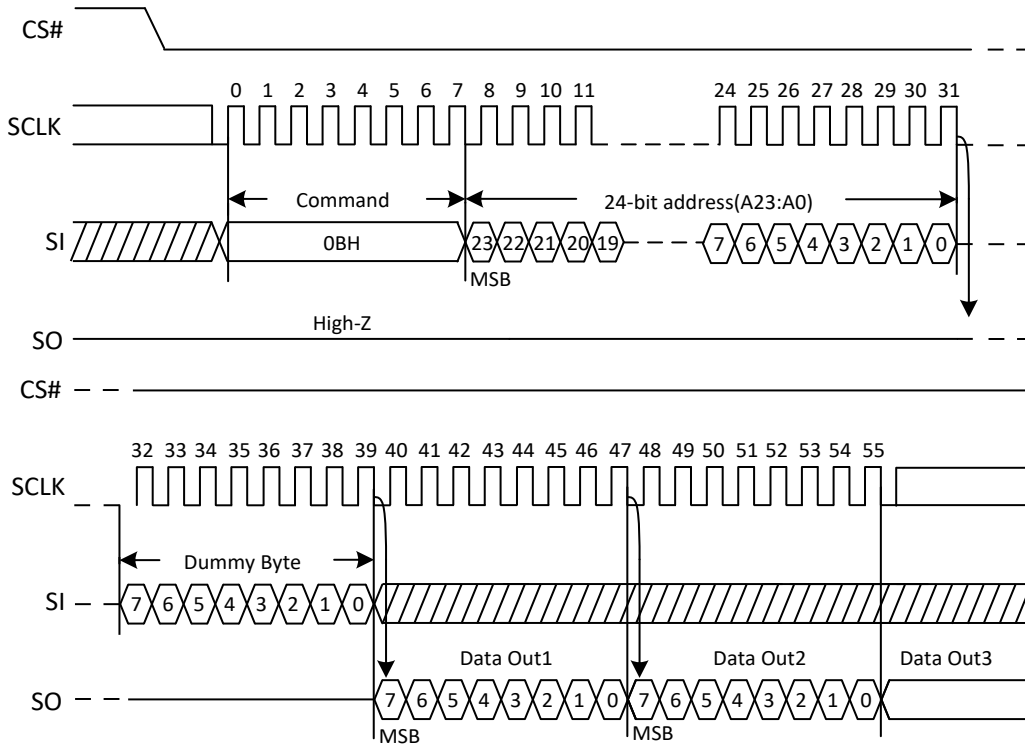 CS#
0 1 2 3 4 5 6 7 8 9 10 11 24 25 26 27 28 29 30 31
SCLK
Command 24-bit address(A23:A0)
SI 0BH 23 22 21 20 19 7 6 5 4 3 2 1 0
MSB
High-Z
SO
CS#
32 33 34 35 36 37 38 39 40 41 42 43 44 45 46 47 48 49 50 51 52 53 54 55
SCLK
Dummy Byte
SI 7 6 5 4 3 2 1 0
Data Out1 Data Out2 Data Out3
SO 7 6 5 4 3 2 1 0 7 6 5 4 3 2 1 0
MSB MSB